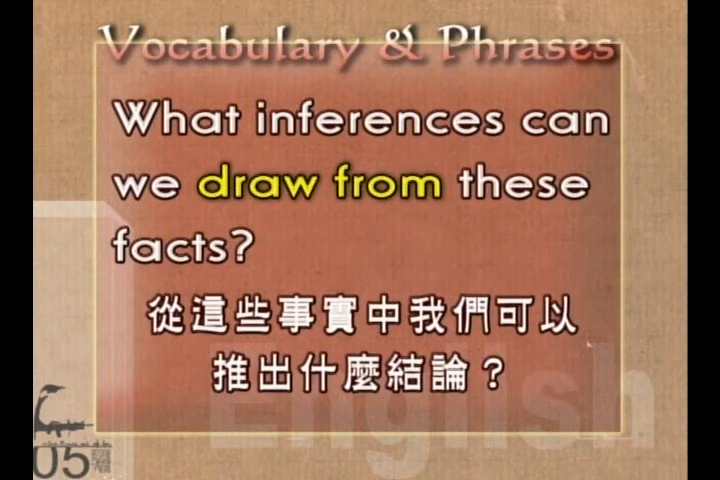 Vocabulary & Phrases
What inferences can
we draw from these
facts?
從這些事實中我們可以
推出什麼結論？
English
05